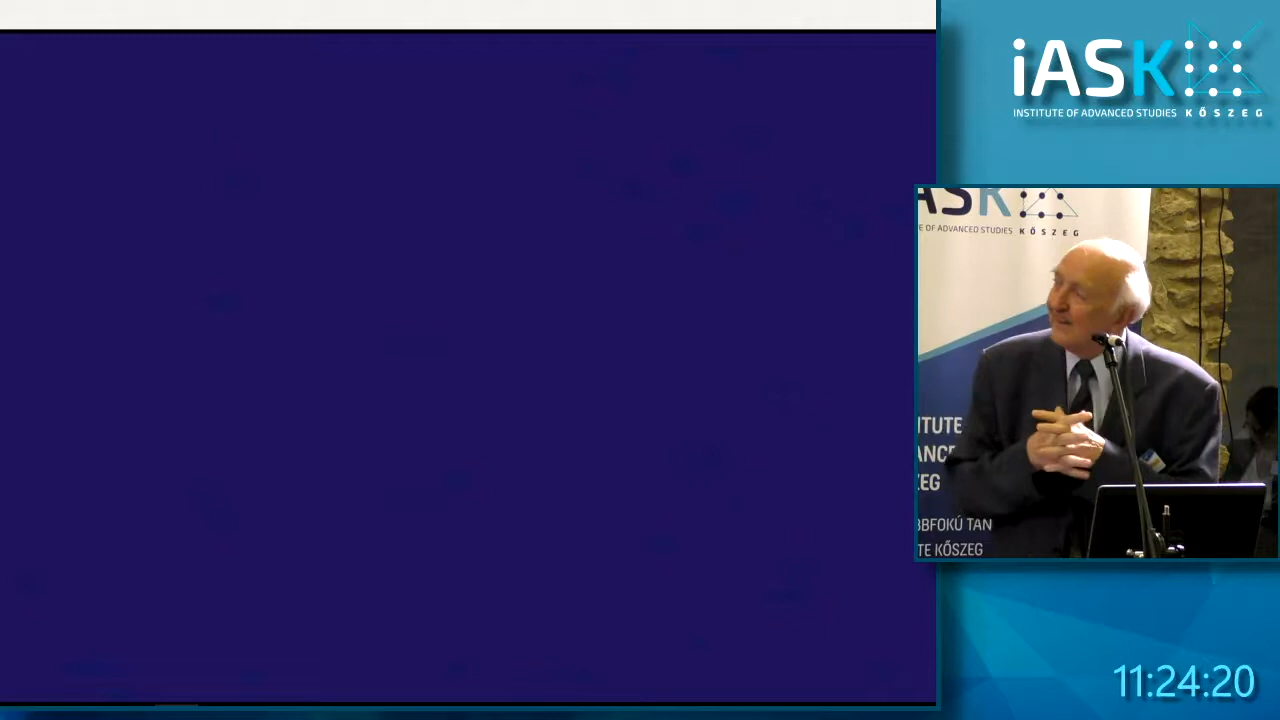 iASK
INSTITUTE OF ADVANCED STUDIES KŐSZEG
ASK
E OF ADVANCED STUDIES KŐSZEG
ITUTE
ANCE
ZEG
BBFOKÚ TAN
TE KŐSZEG
11:24:20